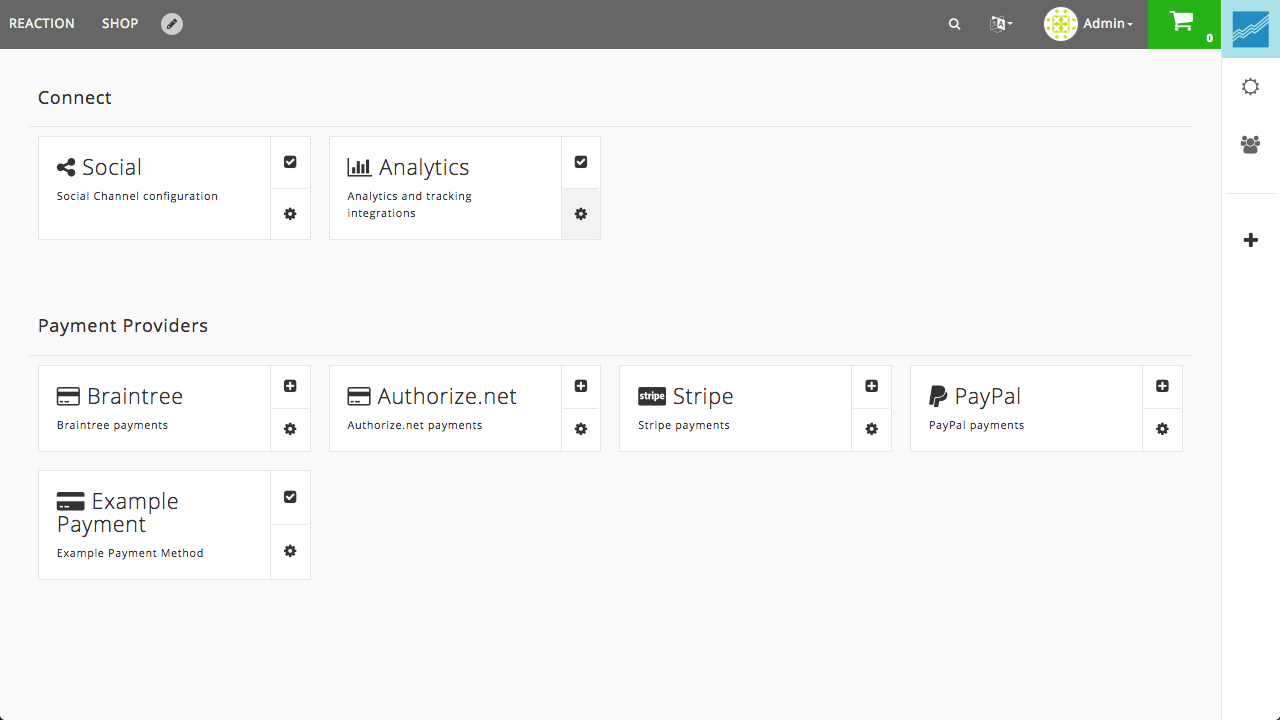 REACTION SHOP Admin 0
Connect
Social
Social Channel configuration
Analytics
Analytics and tracking
integrations
Payment Providers
Braintree
Braintree payments
Authorize.net
Authorize.net payments
stripe Stripe
Stripe payments
PayPal
PayPal payments
Example
Payment
Example Payment Method